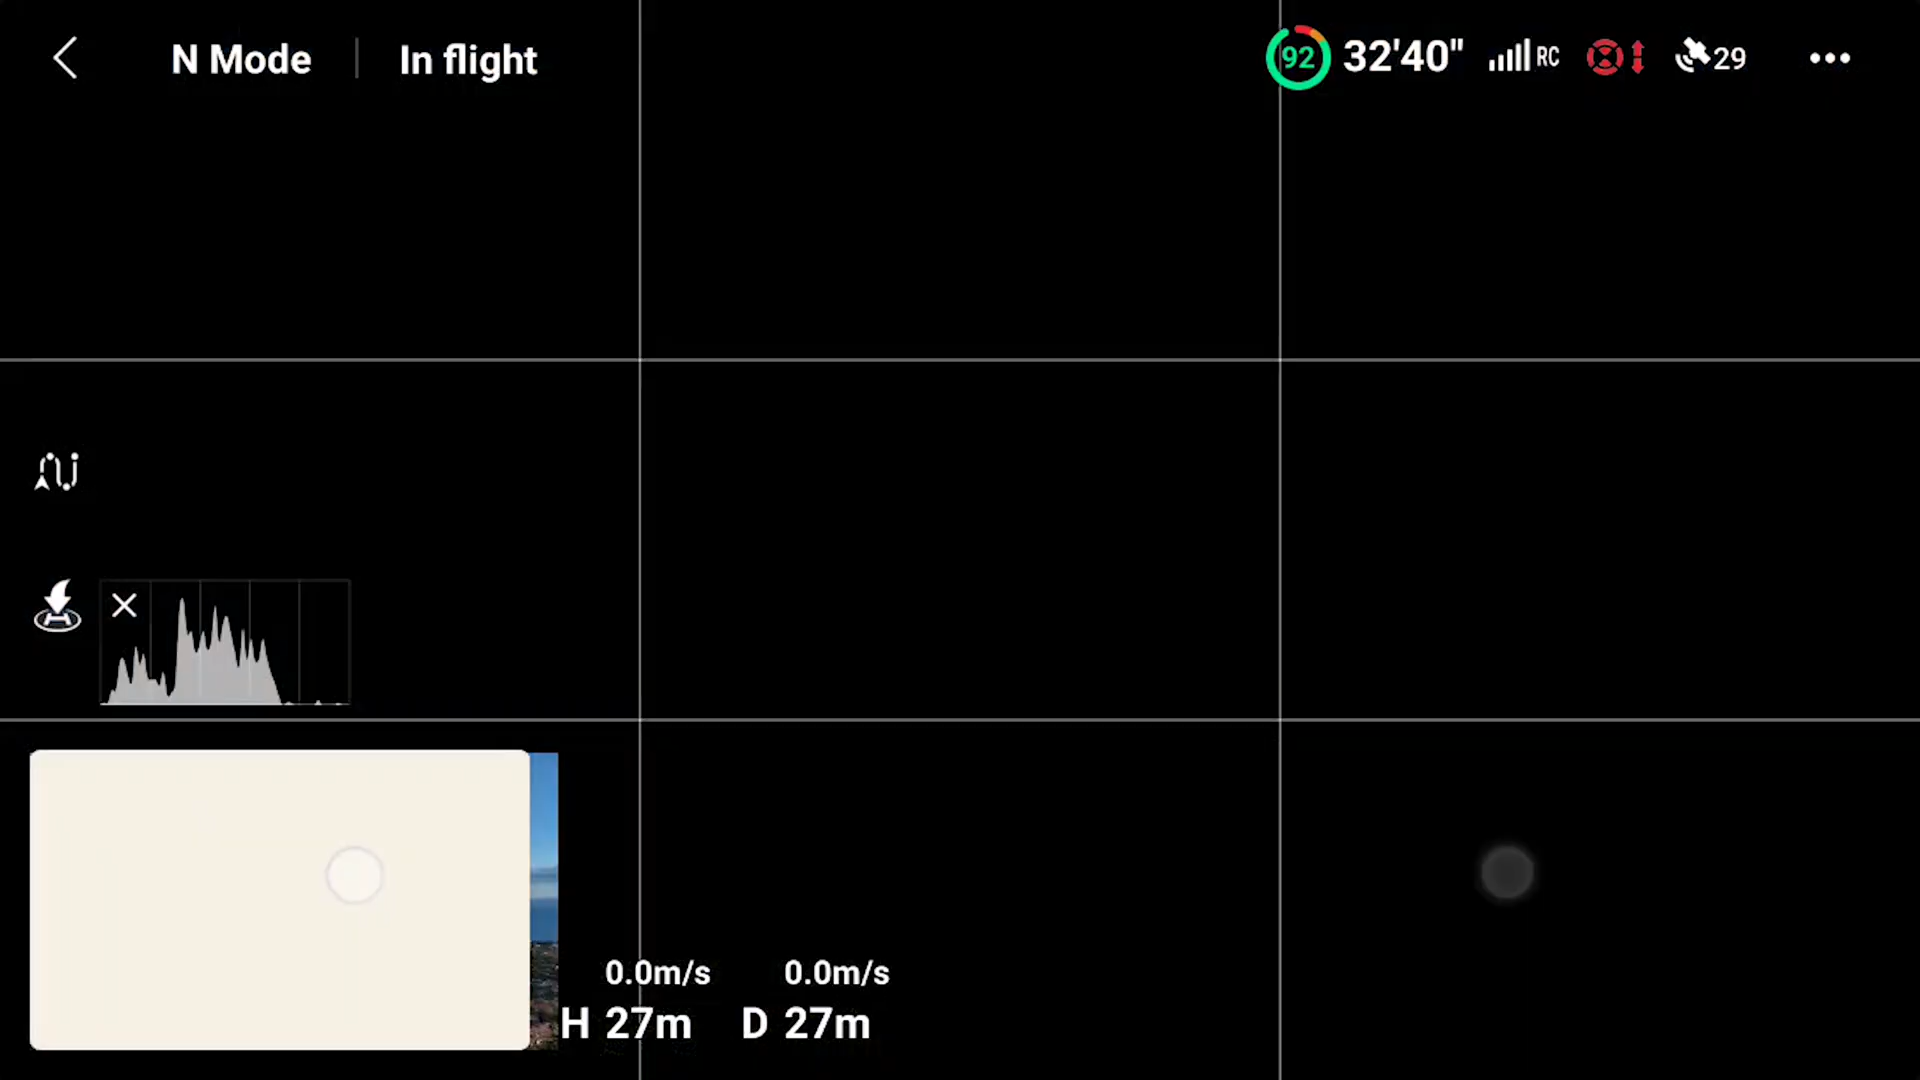 N Mode | In flight
92 32'40" RC 29
0.0m/s 0.0m/s
H 27m D 27m